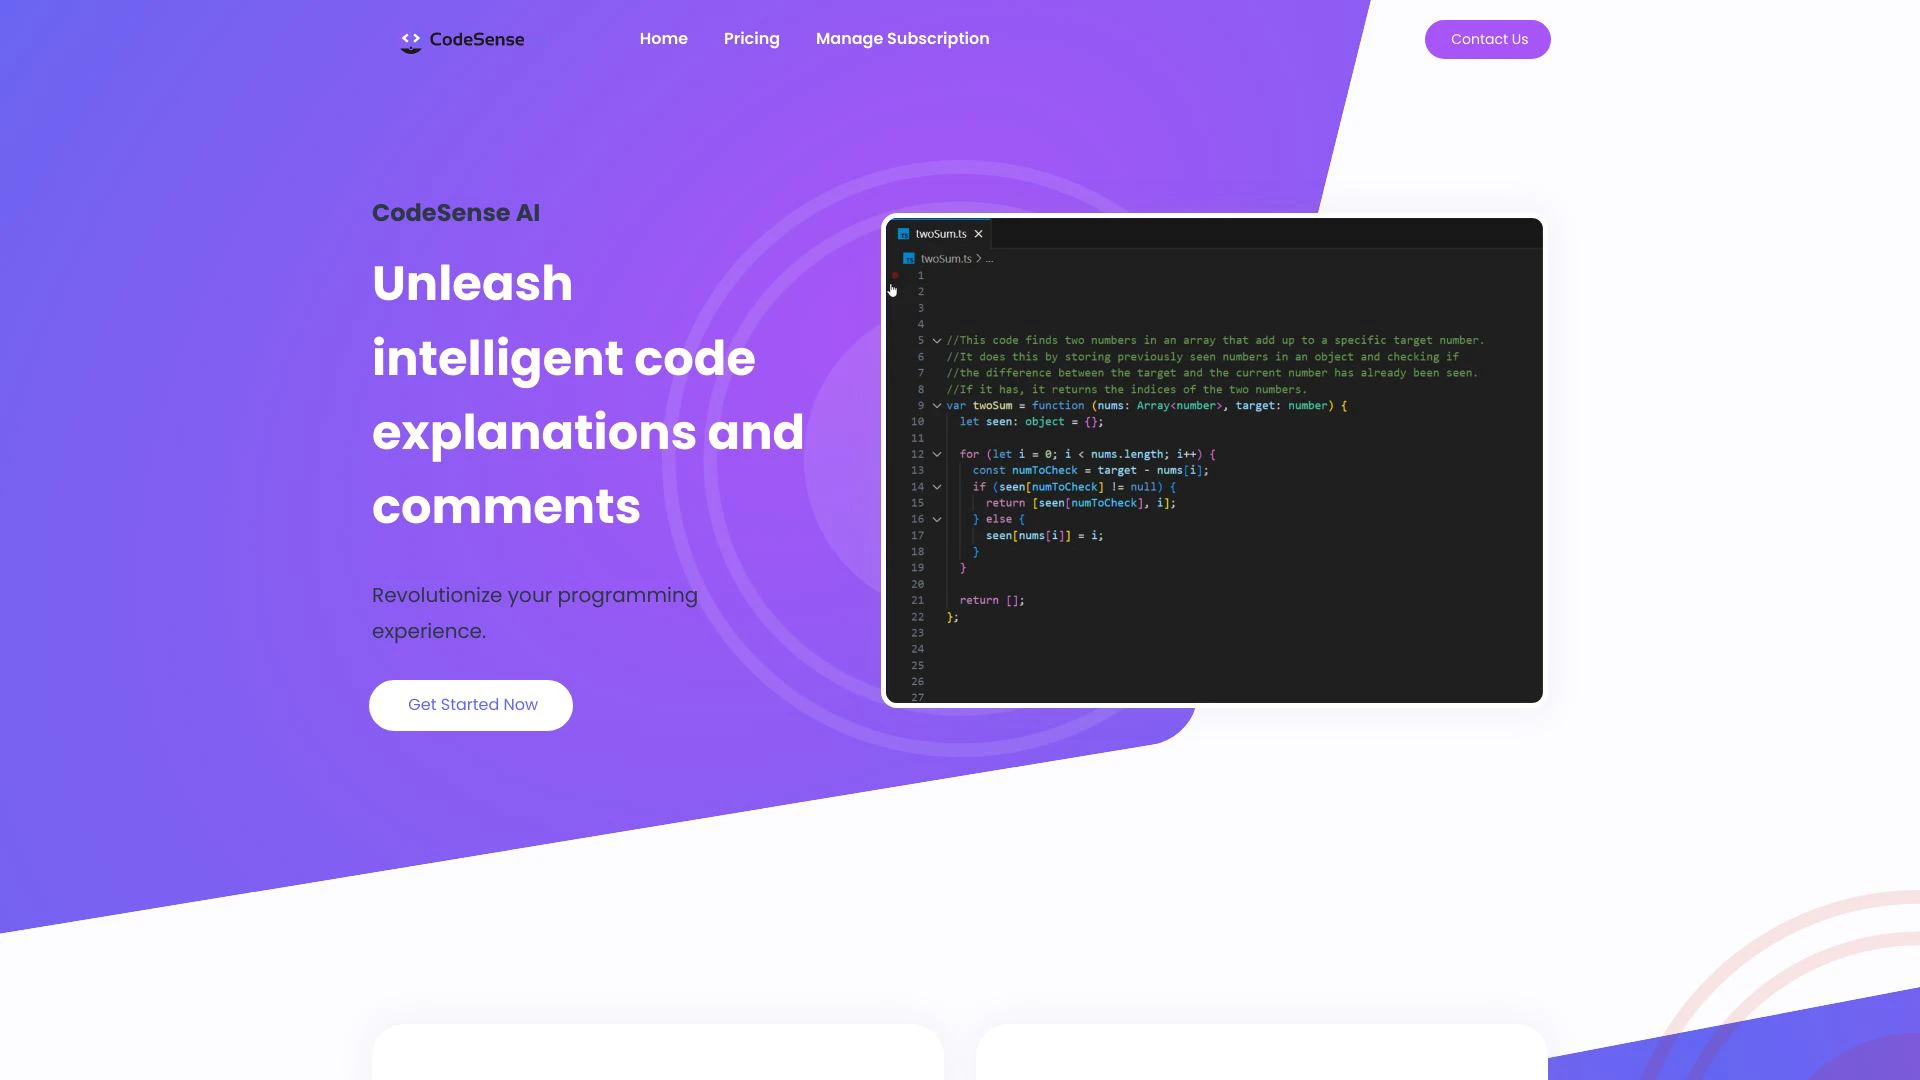 CodeSense
Home
Pricing
Manage Subscription
Contact Us
CodeSense AI
Unleash
intelligent code
explanations and
comments
Revolutionize your programming
experience.
Get Started Now
twoSum.ts
twoSum.ts > ...
1
2
3
4
5 //This code finds two numbers in an array that add up to a specific target number.
6 //It does this by storing previously seen numbers in an object and checking if
7 //the difference between the target and the current number has already been seen.
8 //If it has, it returns the indices of the two numbers.
9 var twoSum = function (nums: Array<number>, target: number) {
10 let seen: object = {};
11
12 for (let i = 0; i < nums.length; i++) {
13 const numToCheck = target - nums[i];
14 if (seen[numToCheck] != null) {
15 return [seen[numToCheck], i];
16 } else {
17 seen[nums[i]] = i;
18 }
19 }
20
21 return [];
22 };
23
24
25
26
27